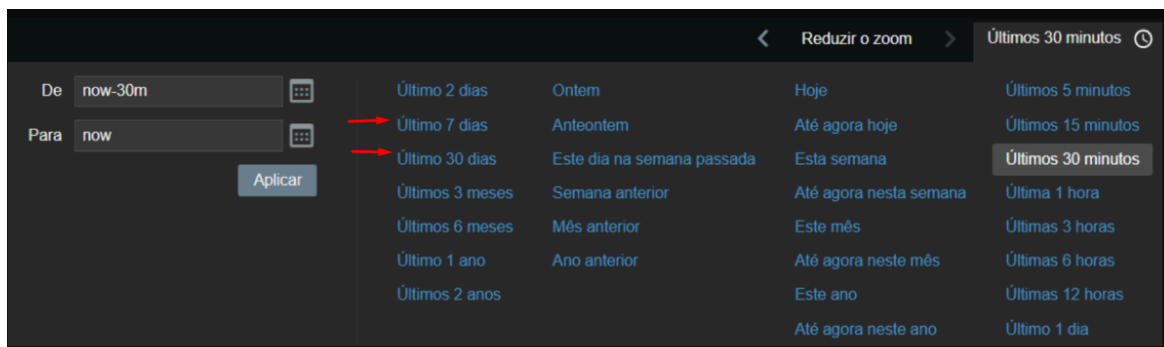 Reduzir o zoom
Últimos 30 minutos
De
now-30m
Para
now
Aplicar
Último 2 dias
Último 7 dias
Último 30 dias
Últimos 3 meses
Últimos 6 meses
Último 1 ano
Últimos 2 anos
Ontem
Anteontem
Este dia na semana passada
Semana anterior
Mês anterior
Ano anterior
Hoje
Até agora hoje
Esta semana
Até agora nesta semana
Este mês
Até agora neste mês
Este ano
Até agora neste ano
Últimos 5 minutos
Últimos 15 minutos
Últimos 30 minutos
Última 1 hora
Últimas 3 horas
Últimas 6 horas
Últimas 12 horas
Último 1 dia